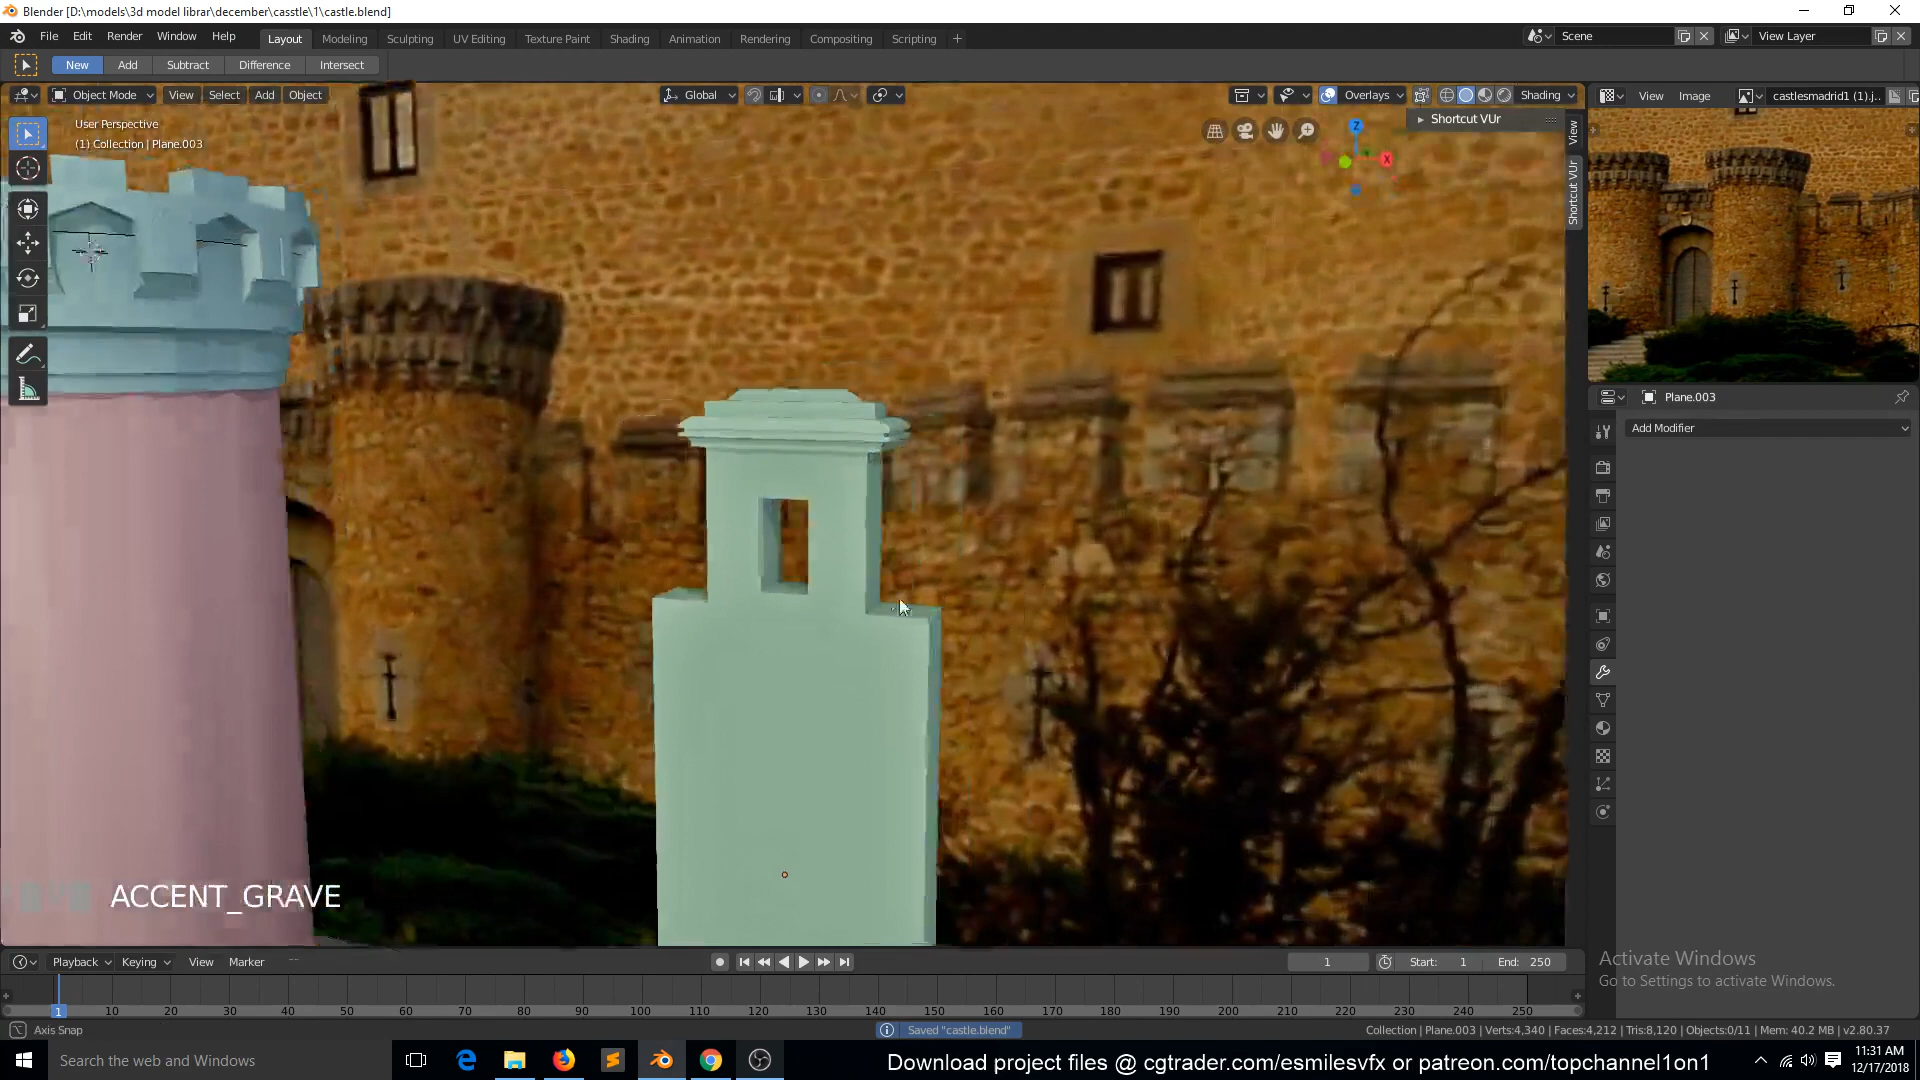 Blender [D:\models\3d model librar\december\casstle\1\castle.blend]
File Edit Render Window Help Layout Modeling Sculpting UV Editing Texture Paint Shading Animation Rendering Compositing Scripting + Scene View Layer
New Add Subtract Difference Intersect
Object Mode View Select Add Object Global Overlays Shading View Image castlesmadrid1 (1).j..
User Perspective
(1) Collection | Plane.003
Shortcut VUr
View
Shortcut VUr
Z
X
Plane.003
Add Modifier
ACCENT_GRAVE
Activate Windows
Go to Settings to activate Windows.
Playback Keying View Marker 1 Start: 1 End: 250
1 10 20 30 40 50 60 70 80 90 100 110 120 130 140 150 160 170 180 190 200 210 220 230 240 250
Axis Snap Saved "castle.blend" Collection | Plane.003 | Verts:4,340 | Faces:4,212 | Tris:8,120 | Objects:0/11 | Mem: 40.2 MB | v2.80.37
Search the web and Windows
Download project files @ cgtrader.com/esmilesvfx or patreon.com/topchannel1on1
11:31 AM
12/17/2018